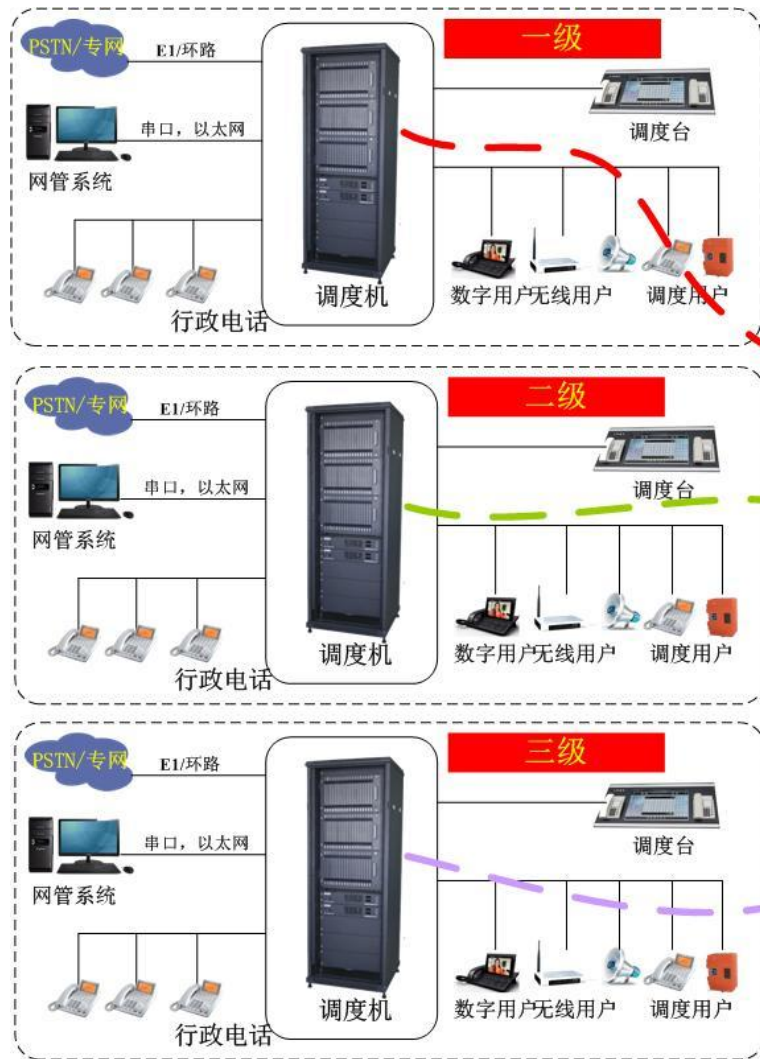 PSTN/专网
E1/环路
一级
调度台
串口，以太网
网管系统
数字用户
无线用户
调度用户
调度机
行政电话
PSTN/专网
E1/环路
二级
调度台
串口，以太网
网管系统
数字用户
无线用户
调度用户
调度机
行政电话
PSTN/专网
E1/环路
三级
调度台
串口，以太网
网管系统
数字用户
无线用户
调度用户
调度机
行政电话